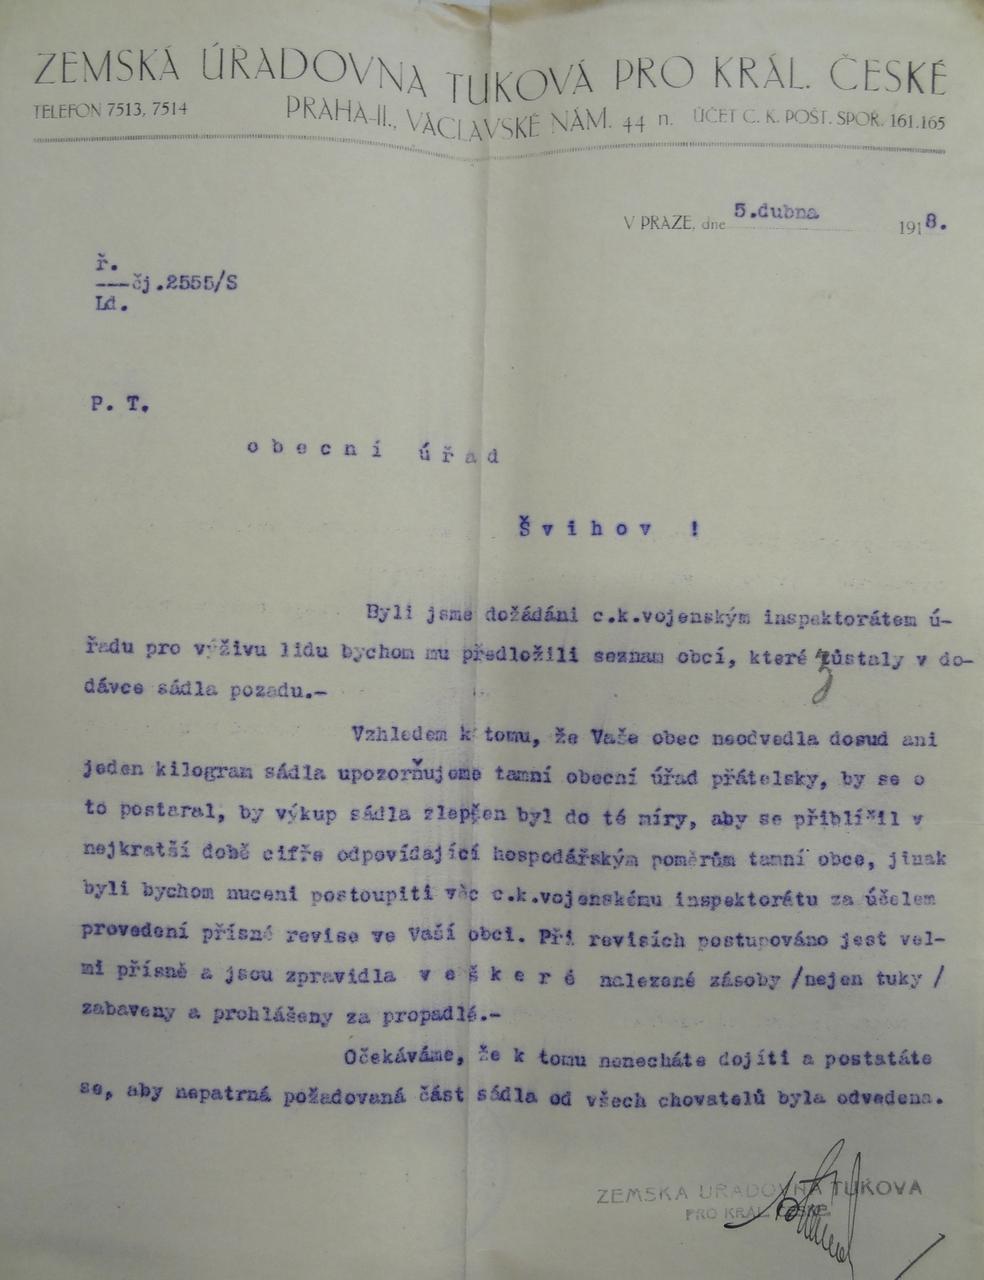 ZEMSKÁ ÚŘADOVNA TUKOVÁ PRO KRÁL. ČESKÉ
TELEFON 7513, 7514 PRAHA-II., VÁCLAVSKÉ NÁM. 44 n. ÚČET C. K. POŠT. SPOŘ. 161.165
V PRAZE, dne 5.dubna 1918.
ř.
---čj.2555/S
Ld.
P. T.
obecní úřad
Švihov !
Byli jsme dožádáni c.k.vojenským inspektorátem ú-
řadu pro výživu lidu bychom mu předložili seznam obcí, které zůstaly v do-
dávce sádla pozadu.-
Vzhledem k tomu, že Vaše obec neodvedla dosud ani
jeden kilogram sádla upozorňujeme tamní obecní úřad přátelsky, by se o
to postaral, by výkup sádla zlepšen byl do té míry, aby se přiblížil v
nejkratší době cifře odpovídající hospodářským poměrům tamní obce, jinak
byli bychom nuceni postoupiti věc c.k.vojenskému inspektorátu za účelem
provedení přísné revise ve Vaší obci. Při revisích postupováno jest vel-
mi přísně a jsou zpravidla veškeré nalezené zásoby /nejen tuky /
zabaveny a prohlášeny za propadlé.-
Očekáváme, že k tomu nenecháte dojíti a postatáte
se, aby nepatrná požadovaná část sádla od všech chovatelů byla odvedena.
ZEMSKÁ ÚŘADOVNA TUKOVÁ
PRO KRÁL. ČESKÉ.